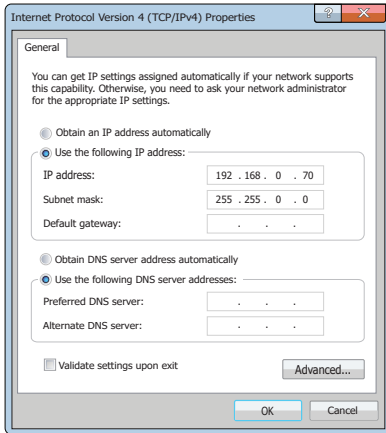 Internet Protocol Version 4 (TCP/IPv4) Properties
? X
General
You can get IP settings assigned automatically if your network supports
this capability. Otherwise, you need to ask your network administrator
for the appropriate IP settings.
Obtain an IP address automatically
Use the following IP address:
IP address: 192 . 168 . 0 . 70
Subnet mask: 255 . 255 . 0 . 0
Default gateway: . . .
Obtain DNS server address automatically
Use the following DNS server addresses:
Preferred DNS server: . . .
Alternate DNS server: . . .
Validate settings upon exit
Advanced...
OK Cancel